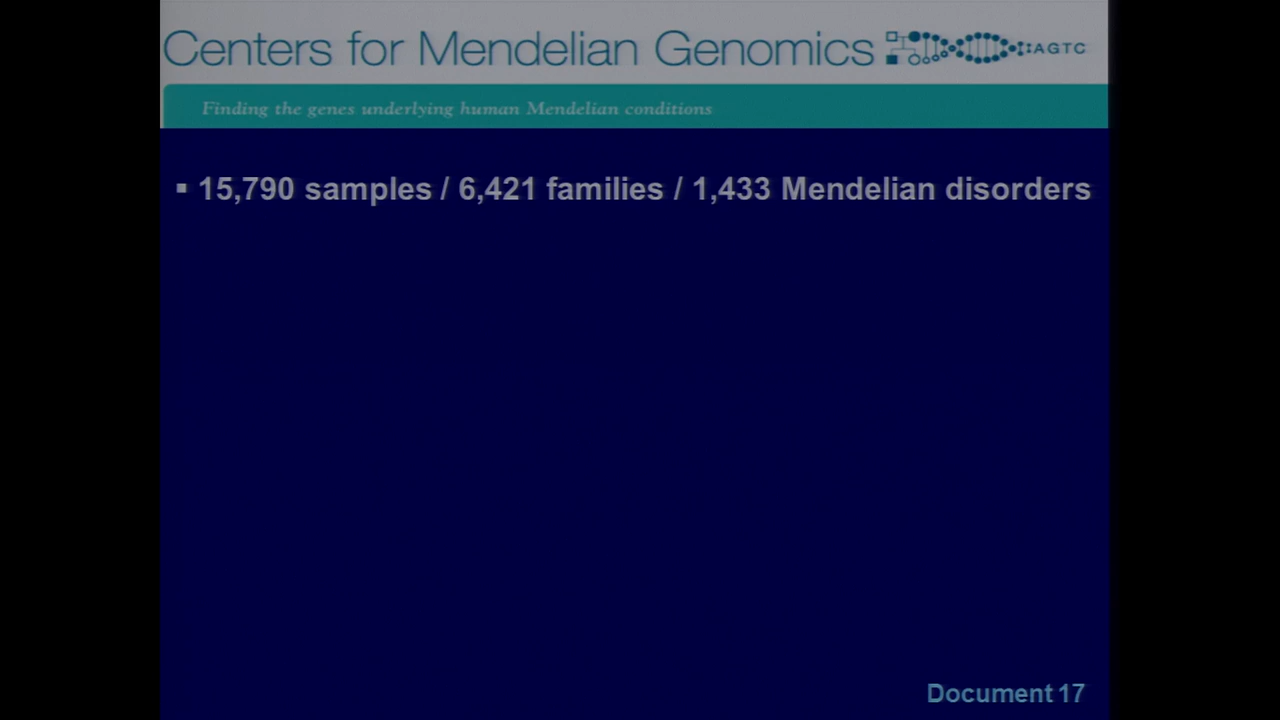 Centers for Mendelian Genomics AGTC
Finding the genes underlying human Mendelian conditions
▪ 15,790 samples / 6,421 families / 1,433 Mendelian disorders
Document 17